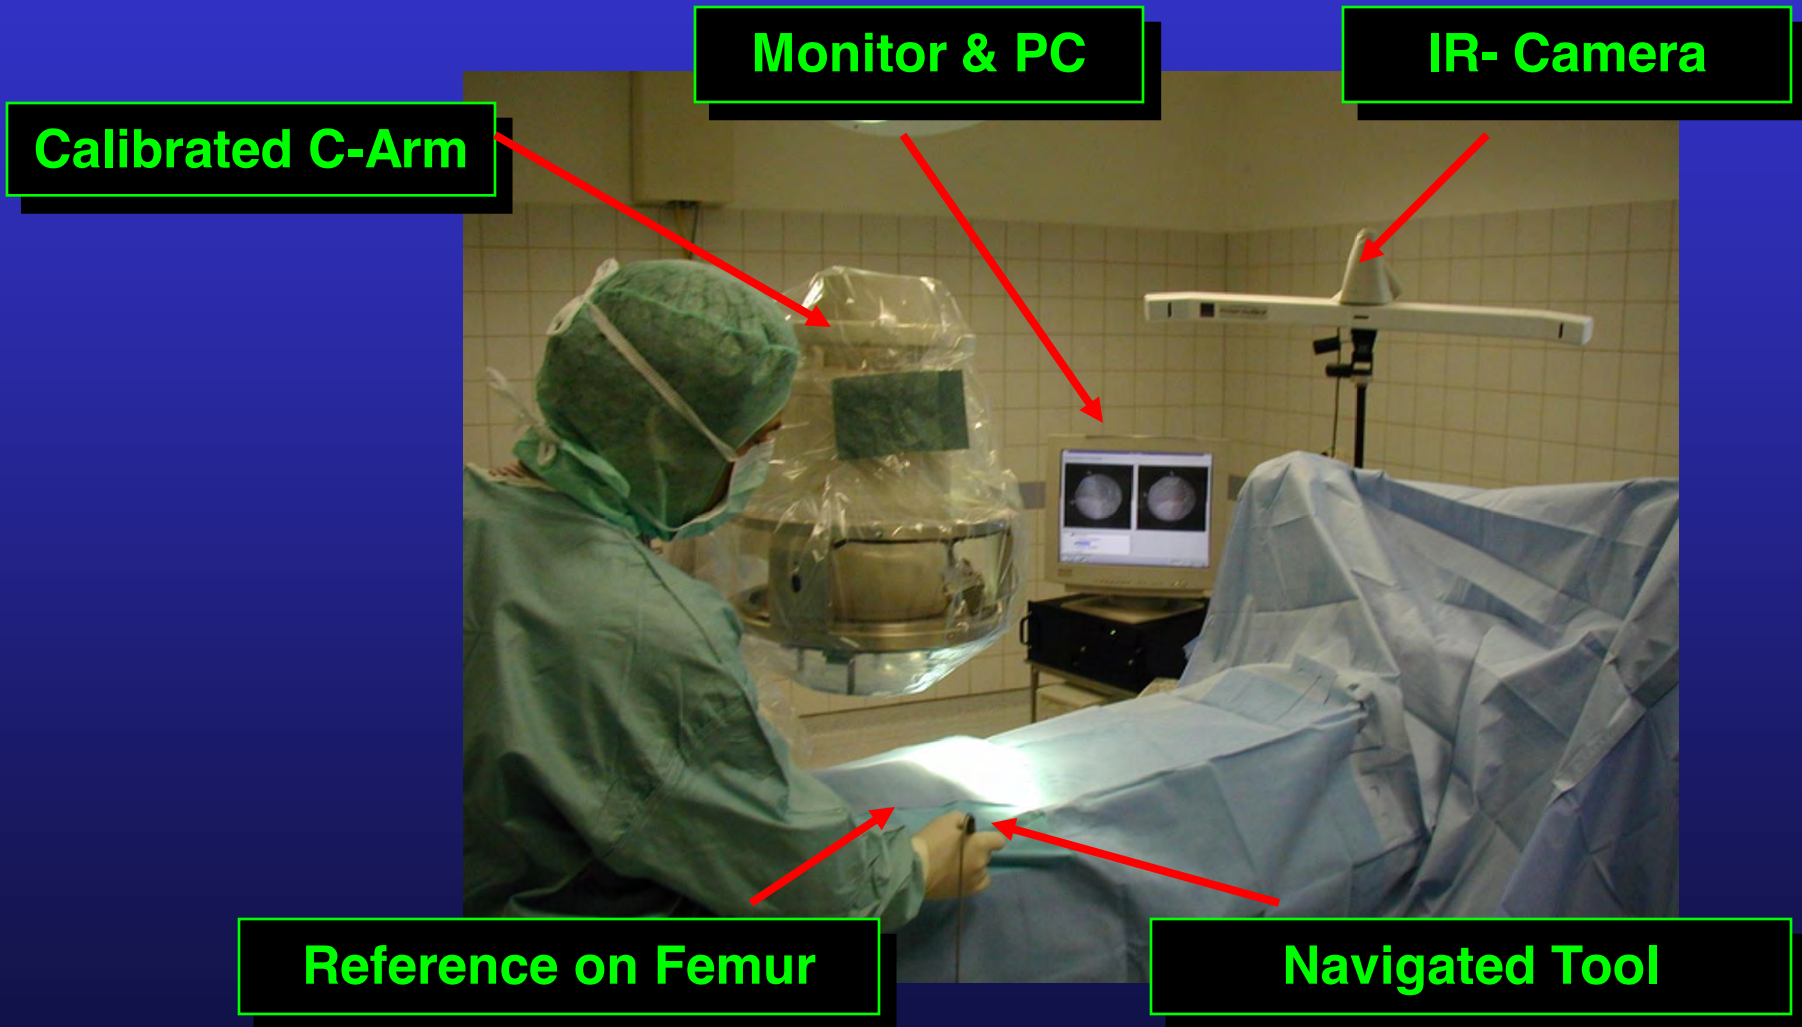 Monitor & PC
IR- Camera
Calibrated C-Arm
Reference on Femur
Navigated Tool